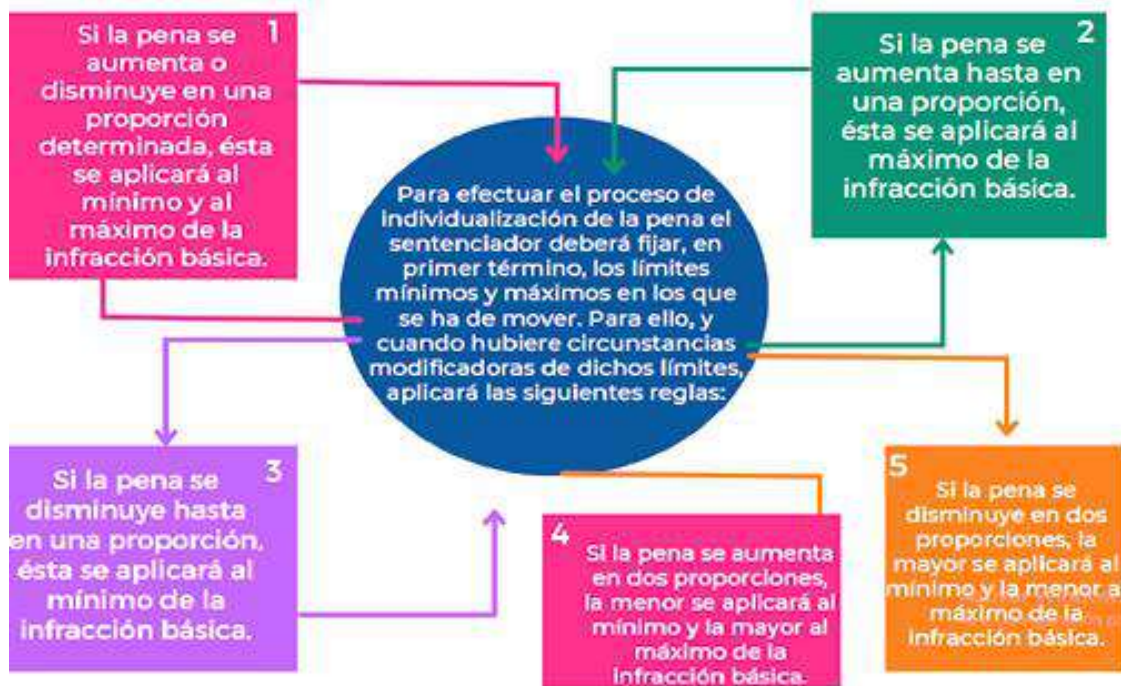 1
Si la pena se
aumenta o
disminuye en una
proporción
determinada, ésta
se aplicará al
mínimo y al
máximo de la
infracción básica.
2
Si la pena se
aumenta hasta en
una proporción,
ésta se aplicará al
máximo de la
infracción básica.
Para efectuar el proceso de
individualización de la pena el
sentenciador deberá fijar, en
primer término, los límites
mínimos y máximos en los que
se ha de mover. Para ello, y
cuando hubiere circunstancias
modificadoras de dichos límites,
aplicará las siguientes reglas:
3
Si la pena se
disminuye hasta
en una proporción,
ésta se aplicará al
mínimo de la
infracción básica.
4
Si la pena se aumenta
en dos proporciones,
la menor se aplicará al
mínimo y la mayor al
máximo de la
infracción básica.
5
Si la pena se
disminuye en dos
proporciones, la
mayor se aplicará al
mínimo y la menor a
máximo de la
infracción básica.